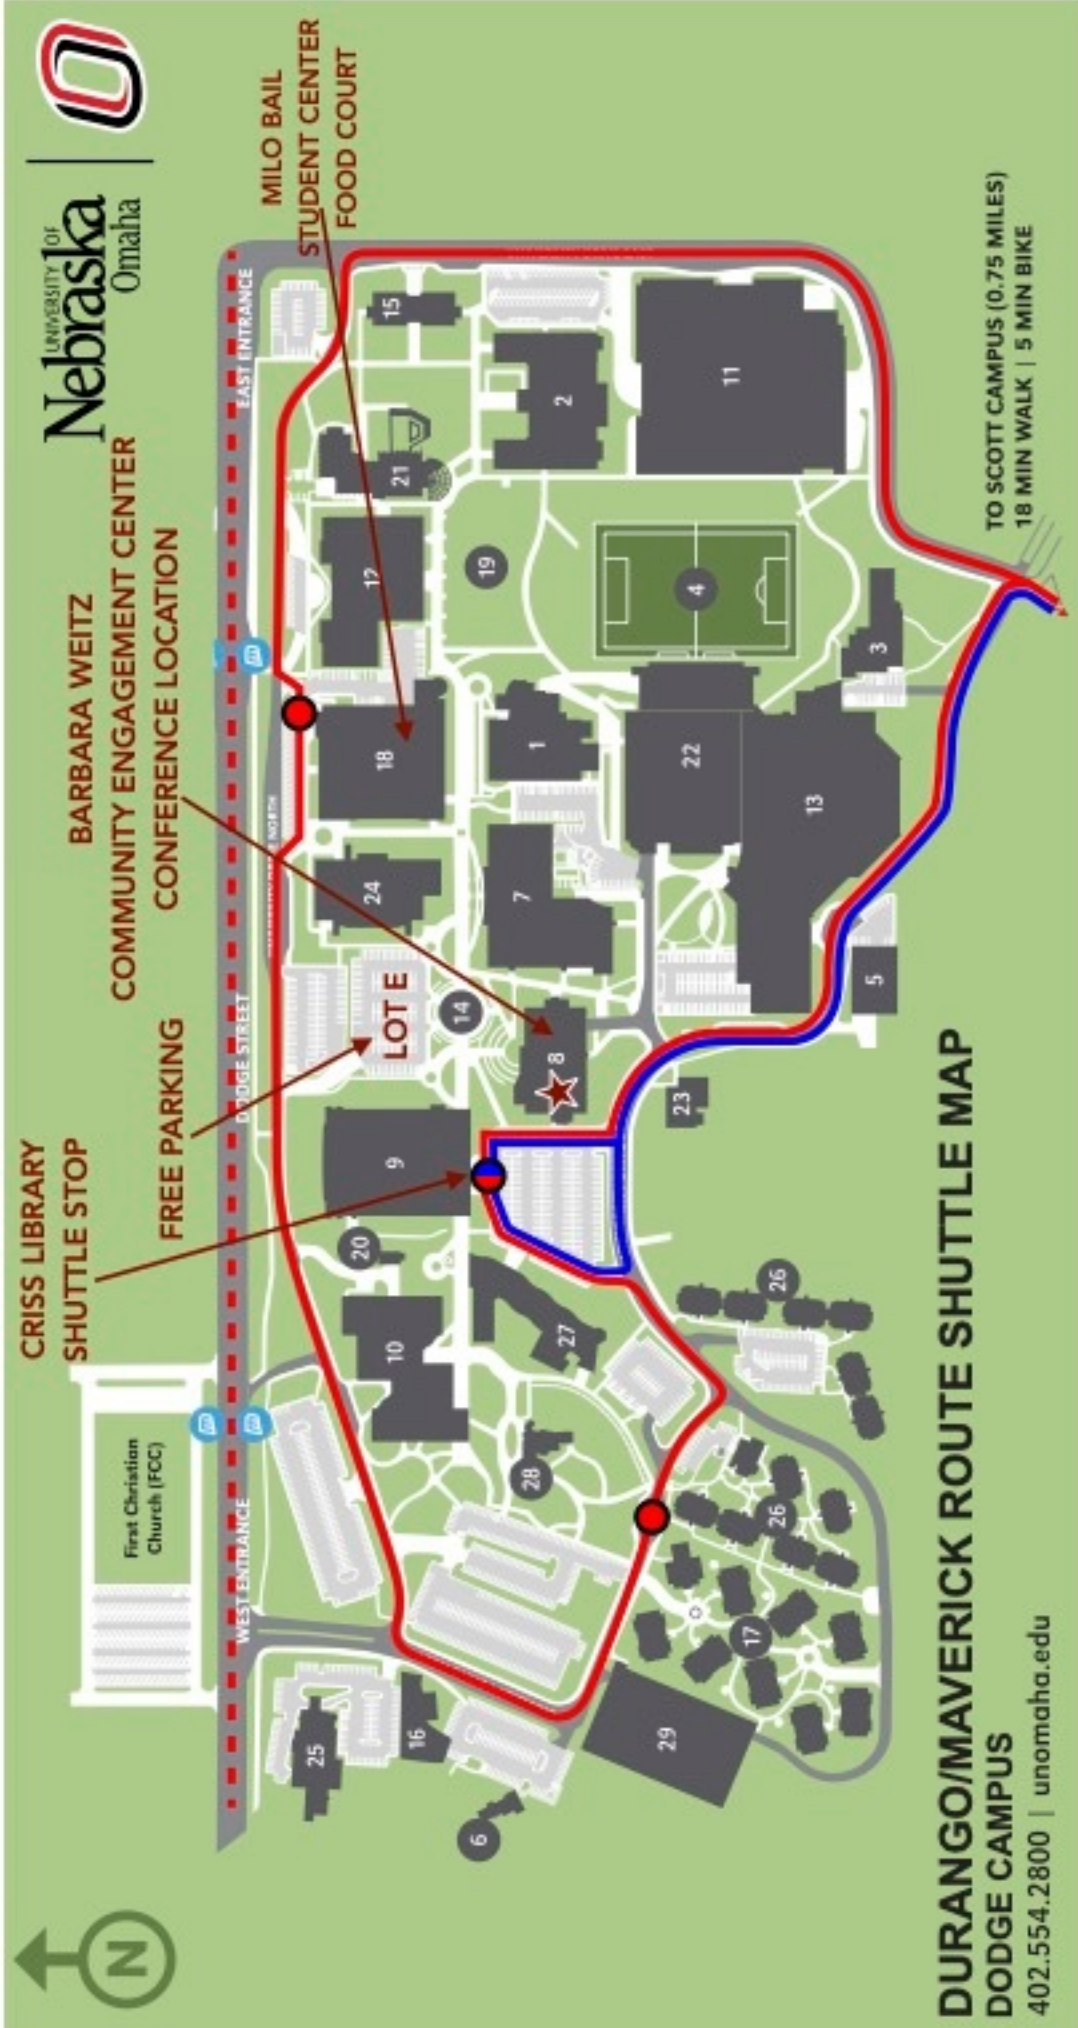 UNIVERSITY OF
Nebraska
Omaha
CRISS LIBRARY
SHUTTLE STOP
FREE PARKING
BARBARA WEITZ
COMMUNITY ENGAGEMENT CENTER
CONFERENCE LOCATION
MILO BAIL
STUDENT CENTER
FOOD COURT
N
First Christian
Church (FCC)
WEST ENTRANCE
DODGE STREET
EAST ENTRANCE
NORTH
LOT E
25
16
6
29
10
20
9
28
27
17
26
26
14
8
23
24
7
5
18
1
22
13
12
19
4
3
21
15
2
11
TO SCOTT CAMPUS (0.75 MILES)
18 MIN WALK | 5 MIN BIKE
DURANGO/MAVERICK ROUTE SHUTTLE MAP
DODGE CAMPUS
402.554.2800 | unomaha.edu